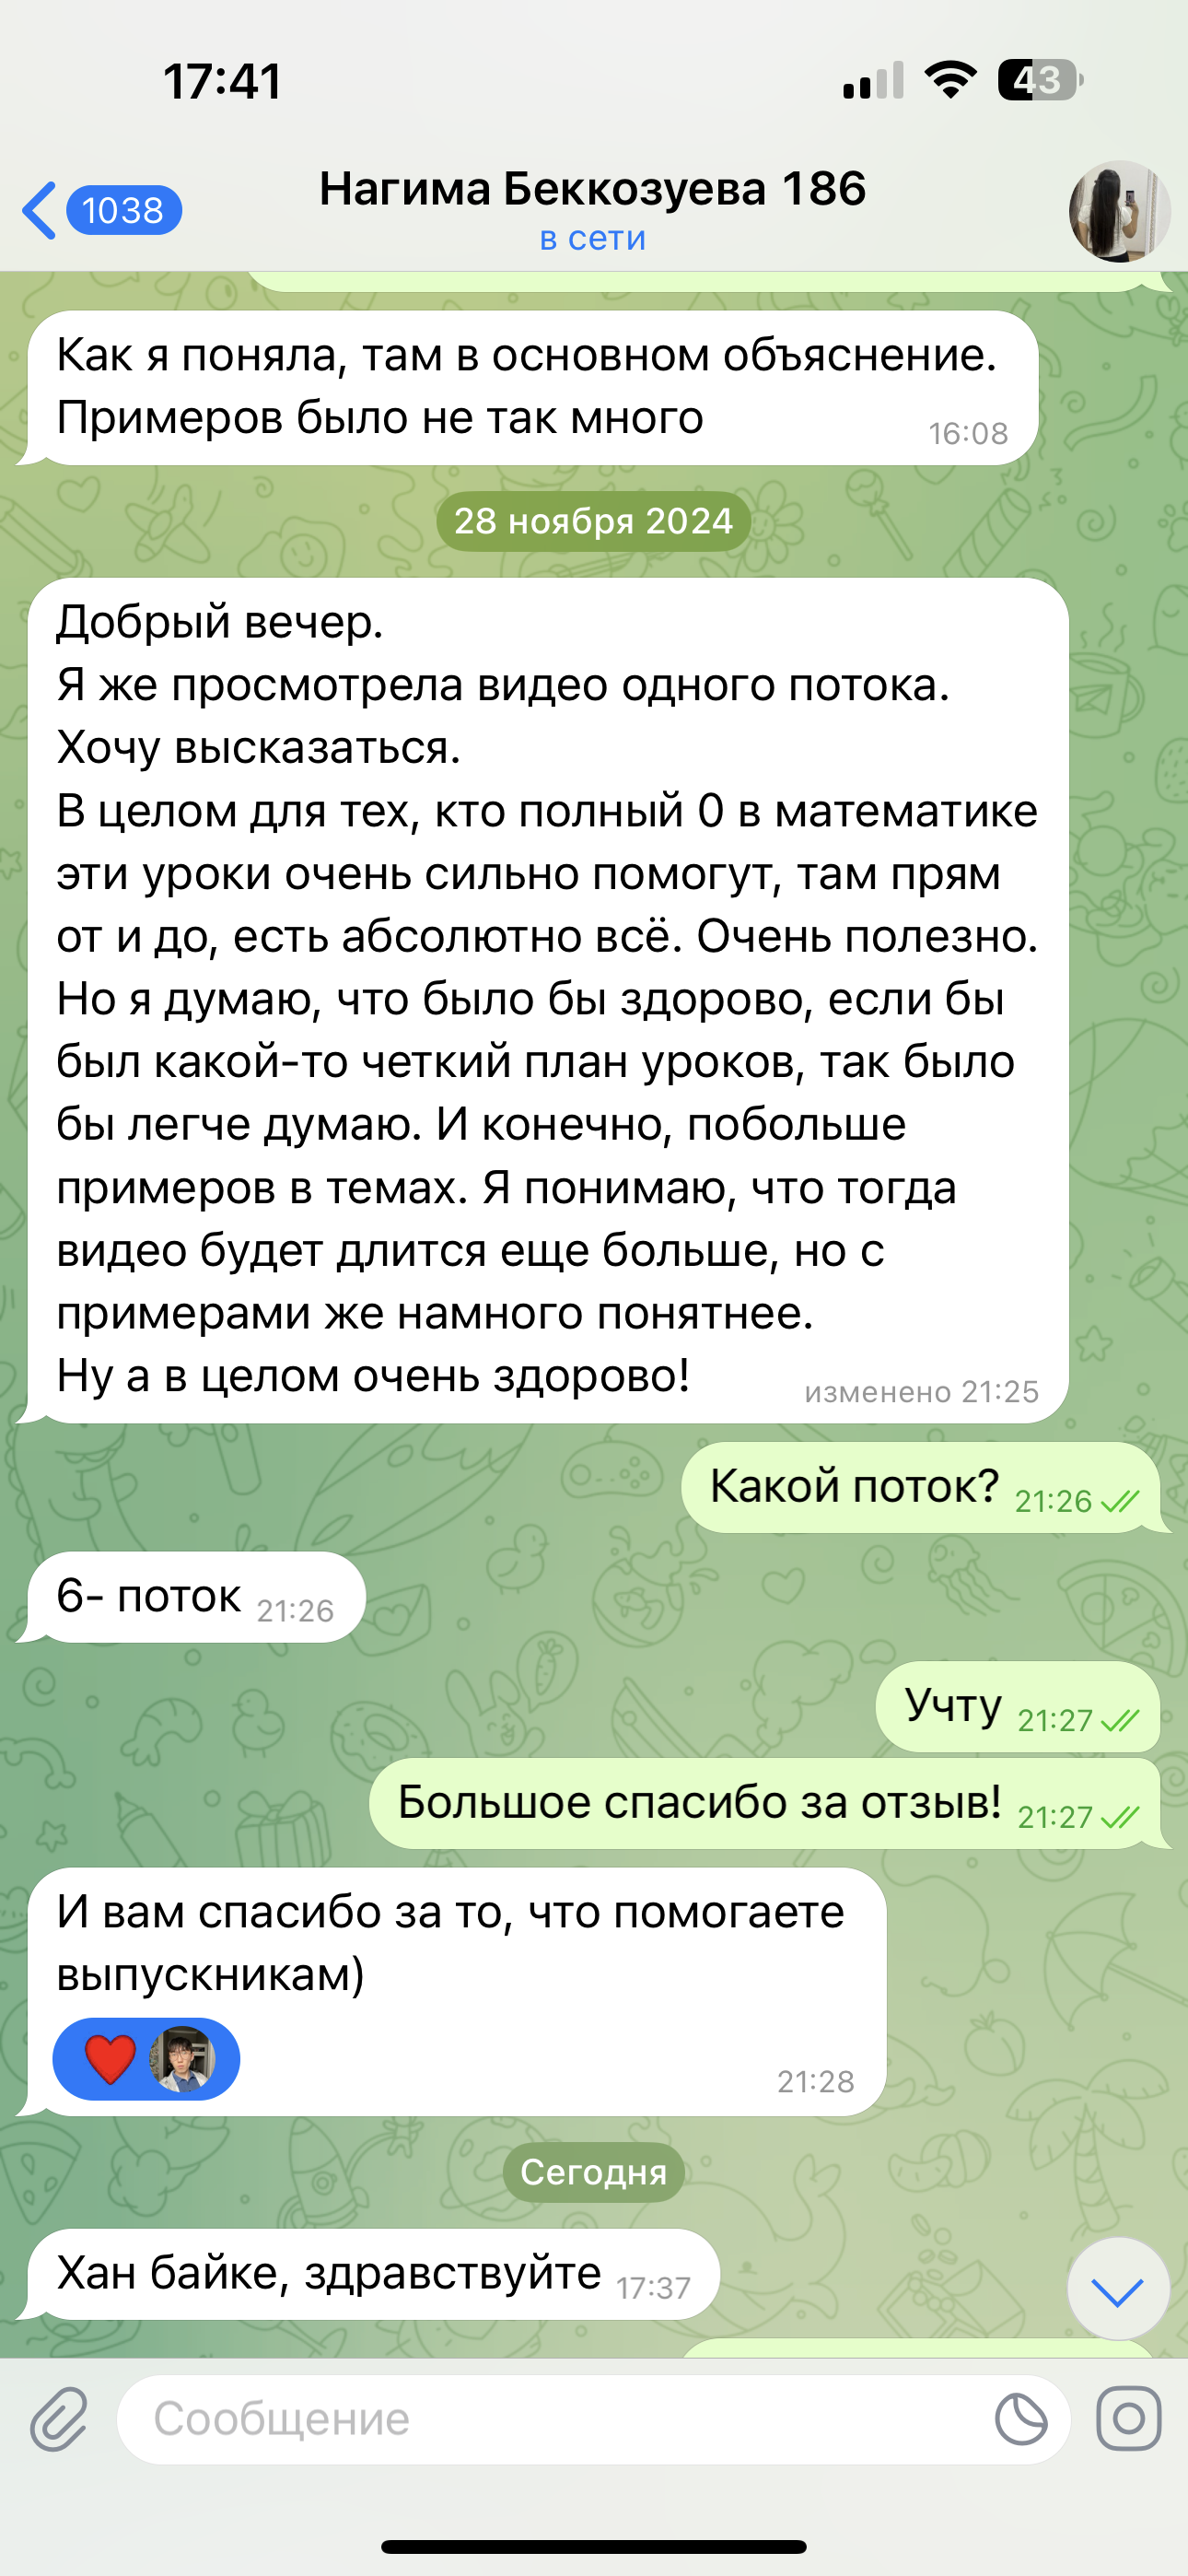 17:41
43
1038
Нагима Беккозуева 186
в сети
Как я поняла, там в основном объяснение.
Примеров было не так много
16:08
28 ноября 2024
Добрый вечер.
Я же просмотрела видео одного потока.
Хочу высказаться.
В целом для тех, кто полный 0 в математике
эти уроки очень сильно помогут, там прям
от и до, есть абсолютно всё. Очень полезно.
Но я думаю, что было бы здорово, если бы
был какой-то четкий план уроков, так было
бы легче думаю. И конечно, побольше
примеров в темах. Я понимаю, что тогда
видео будет длится еще больше, но с
примерами же намного понятнее.
Ну а в целом очень здорово!
изменено 21:25
Какой поток? 21:26
6- поток 21:26
Учту 21:27
Большое спасибо за отзыв! 21:27
И вам спасибо за то, что помогаете
выпускникам)
21:28
Сегодня
Хан байке, здравствуйте 17:37
Сообщение